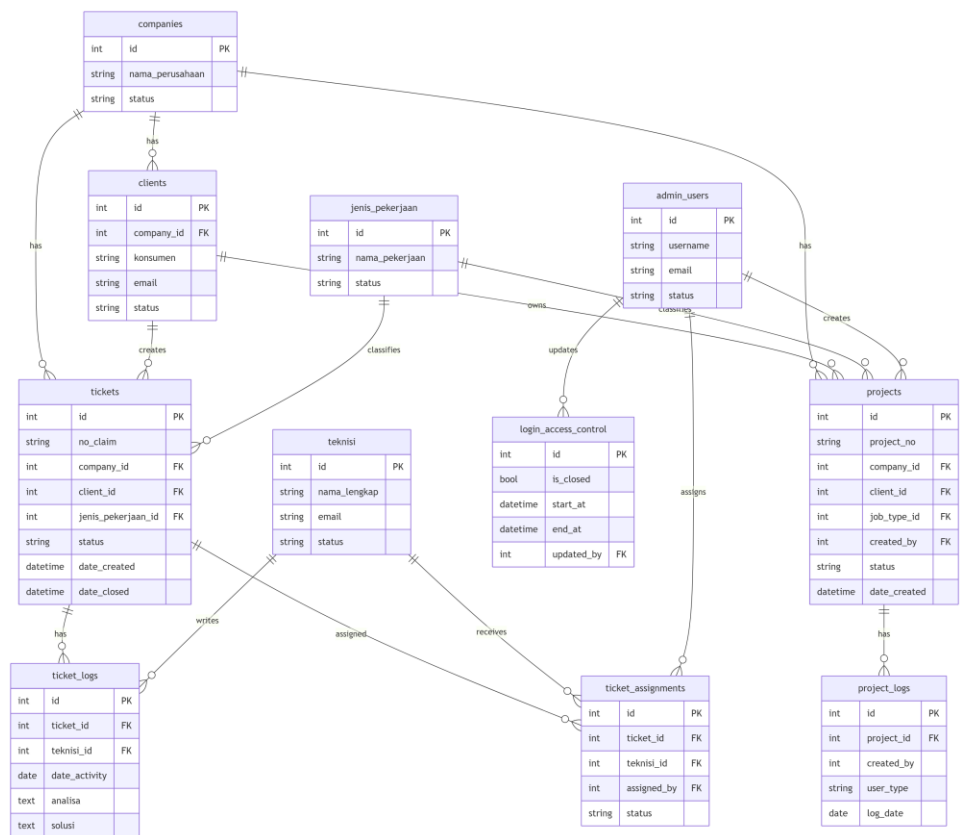 companies
int id PK
string nama_perusahaan
string status
has
clients
int id PK
int company_id FK
string konsumen
string email
string status
jenis_pekerjaan
int id PK
string nama_pekerjaan
string status
admin_users
int id PK
string username
string email
string status
has
has
owns
classifies
creates
updates
creates
classifies
tickets
int id PK
string no_claim
int company_id FK
int client_id FK
int jenis_pekerjaan_id FK
string status
datetime date_created
datetime date_closed
teknisi
int id PK
string nama_lengkap
string email
string status
login_access_control
int id PK
bool is_closed
datetime start_at
datetime end_at
int updated_by FK
projects
int id PK
string project_no
int company_id FK
int client_id FK
int job_type_id FK
int created_by FK
string status
datetime date_created
assigns
has
writes
assigned
receives
has
ticket_logs
int id PK
int ticket_id FK
int teknisi_id FK
date date_activity
text analisa
text solusi
ticket_assignments
int id PK
int ticket_id FK
int teknisi_id FK
int assigned_by FK
string status
project_logs
int id PK
int project_id FK
int created_by
string user_type
date log_date